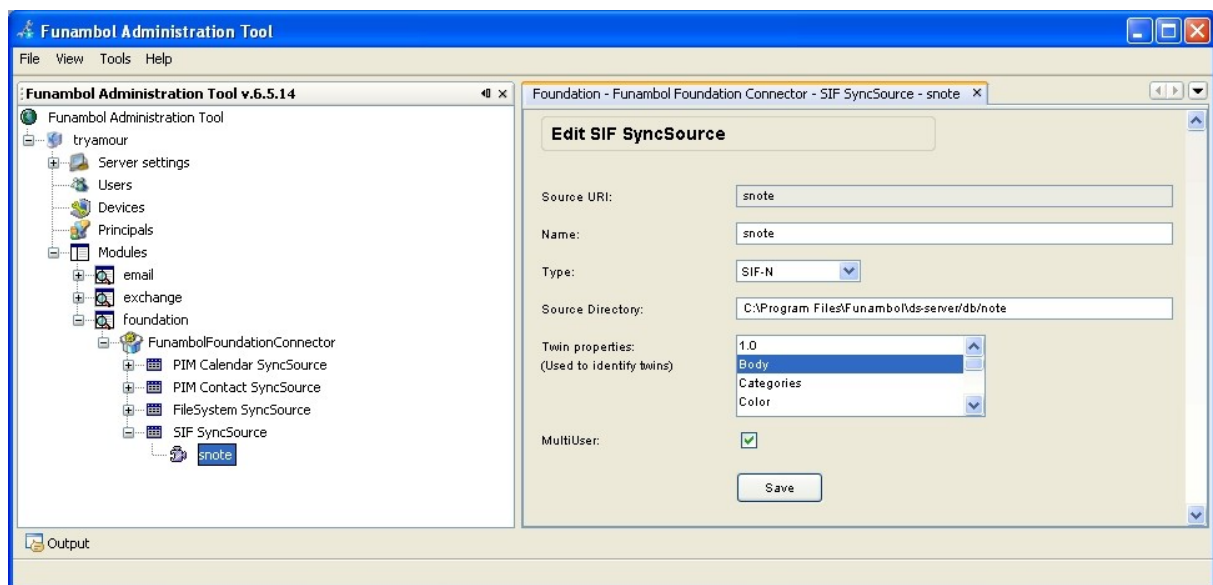 Funambol Administration Tool
File View Tools Help
Funambol Administration Tool v.6.5.14
Funambol Administration Tool
tryamour
Server settings
Users
Devices
Principals
Modules
email
exchange
foundation
FunambolFoundationConnector
PIM Calendar SyncSource
PIM Contact SyncSource
FileSystem SyncSource
SIF SyncSource
snote
Foundation - Funambol Foundation Connector - SIF SyncSource - snote
Edit SIF SyncSource
Source URI: snote
Name: snote
Type: SIF-N
Source Directory: C:\Program Files\Funambol\ds-server/db/note
Twin properties:
(Used to identify twins)
1.0
Body
Categories
Color
MultiUser:
Save
Output